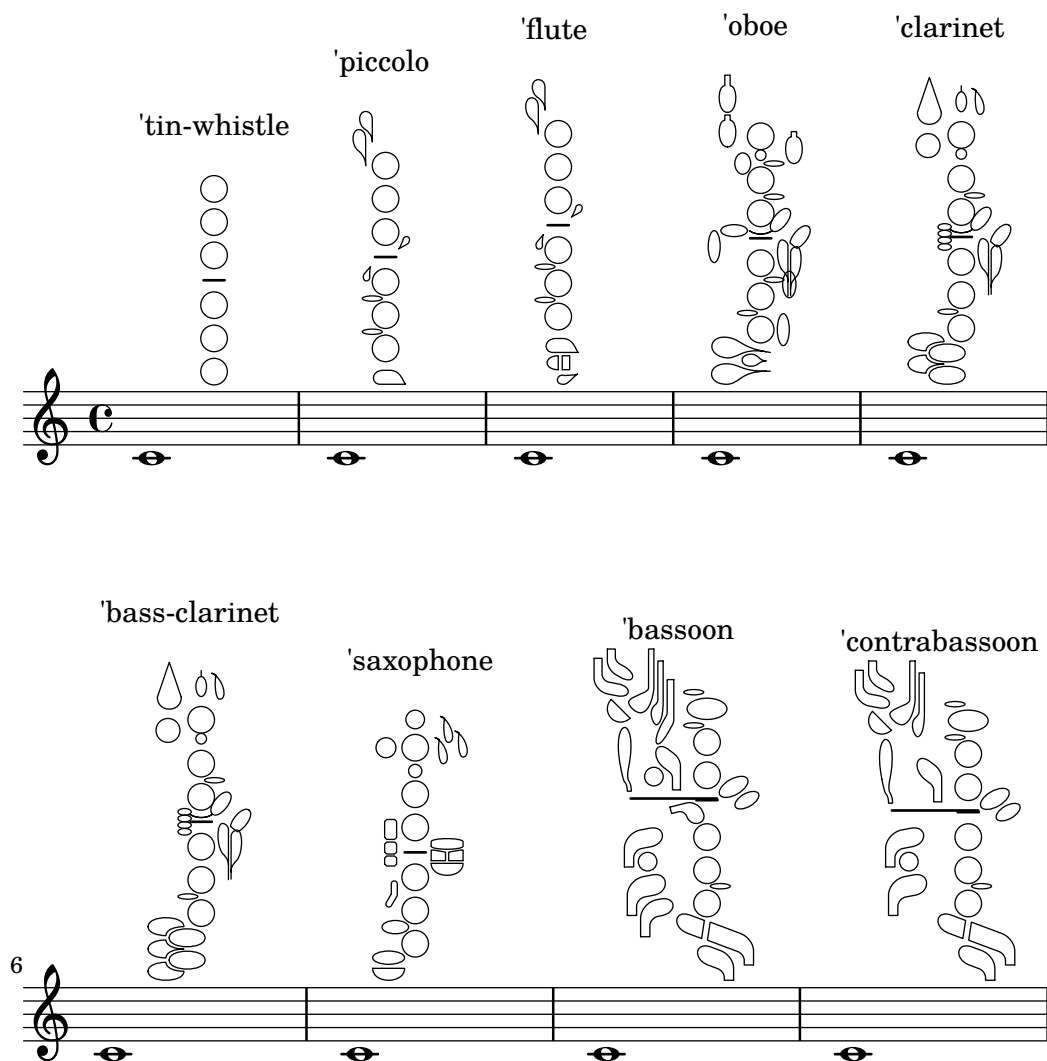 'tin-whistle
'piccolo
'flute
'oboe
'clarinet
'bass-clarinet
'saxophone
'bassoon
'contrabassoon
6